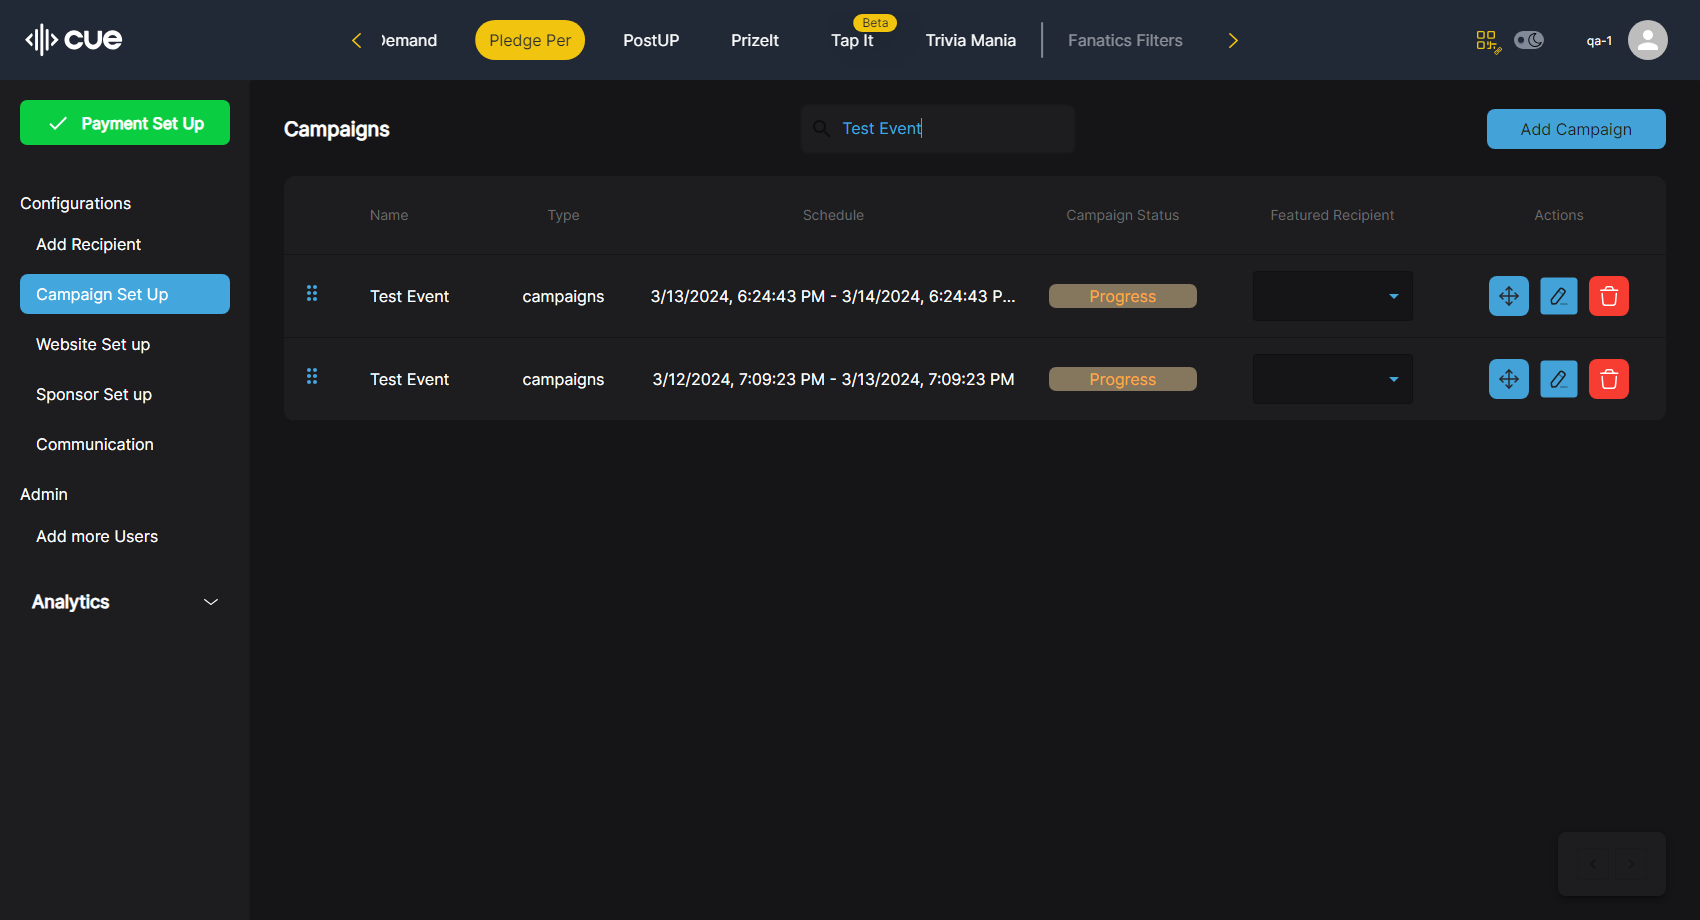 cue
Demand
Pledge Per
PostUP
PrizeIt
Beta
Tap It
Trivia Mania
Fanatics Filters
qa-1
Payment Set Up
Configurations
Add Recipient
Campaign Set Up
Website Set up
Sponsor Set up
Communication
Admin
Add more Users
Analytics
Campaigns
Test Event
Add Campaign
Name Type Schedule Campaign Status Featured Recipient Actions
Test Event campaigns 3/13/2024, 6:24:43 PM - 3/14/2024, 6:24:43 P... Progress
Test Event campaigns 3/12/2024, 7:09:23 PM - 3/13/2024, 7:09:23 PM Progress